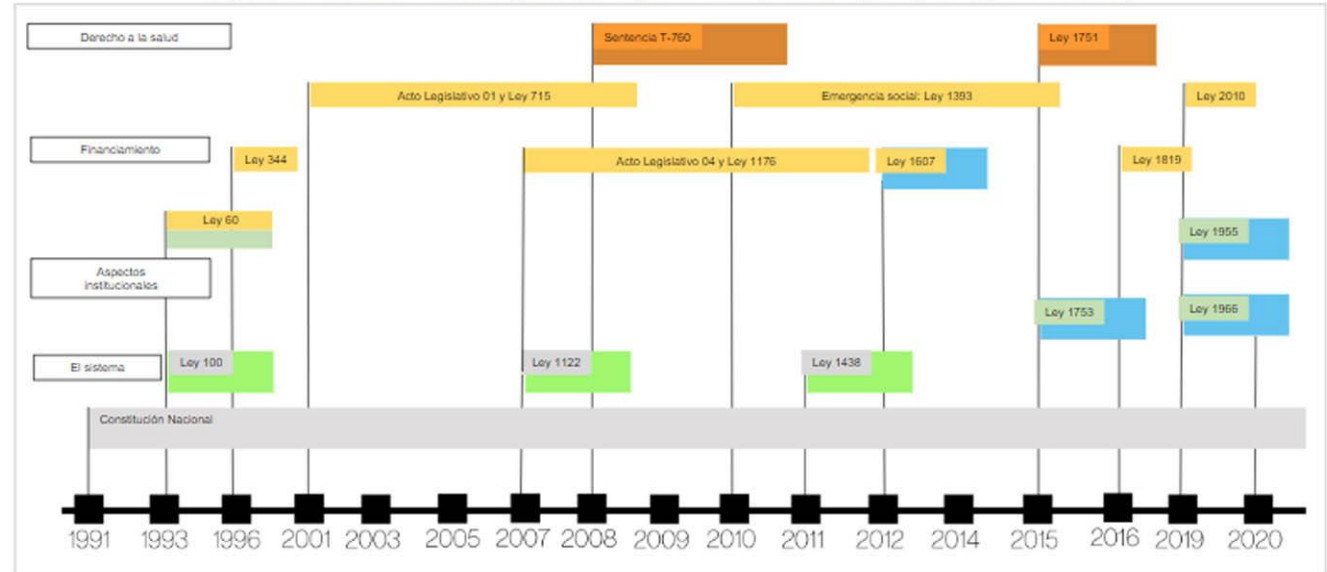 Derecho a la salud
Sentencia T-760
Ley 1751
Acto Legislativo 01 y Ley 715
Emergencia social: Ley 1393
Ley 2010
Financiamiento
Ley 344
Acto Legislativo 04 y Ley 1176
Ley 1607
Ley 1819
Ley 60
Ley 1955
Aspectos
institucionales
Ley 1753
Ley 1966
El sistema
Ley 100
Ley 1122
Ley 1438
Constitución Nacional
1991 1993 1996 2001 2003 2005 2007 2008 2009 2010 2011 2012 2014 2015 2016 2019 2020